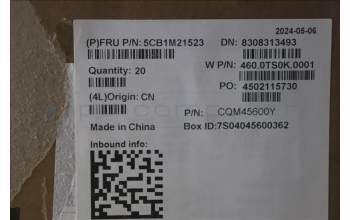 2024-05-06
(P)FRU P/N: 5CB1M21523 DN: 8308313493
W P/N: 460.0TS0K.0001
Quantity: 20
PO: 4502115730
(4L)Origin: CN
P/N: CQM45600Y
Made in China Box ID:7S04045600362
Inbound info: